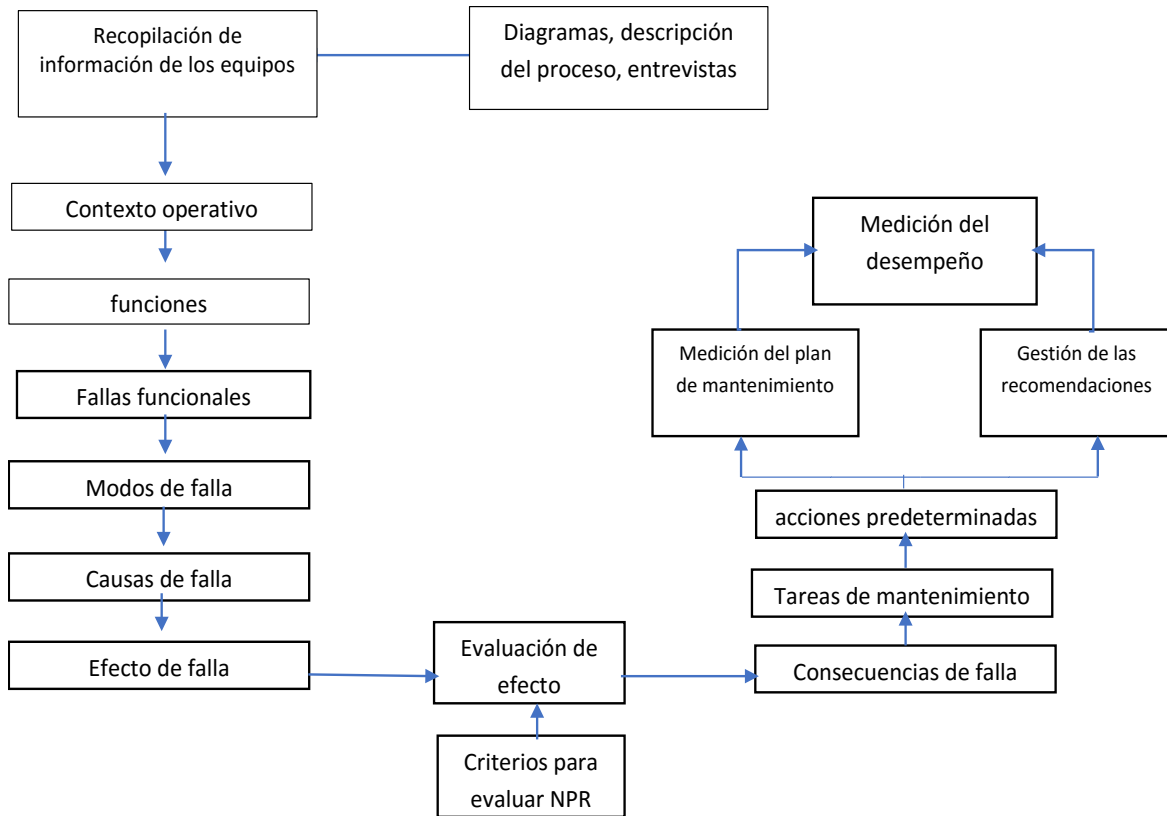 Recopilación de
información de los equipos
Diagramas, descripción
del proceso, entrevistas
Contexto operativo
funciones
Fallas funcionales
Modos de falla
Causas de falla
Efecto de falla
Evaluación de
efecto
Criterios para
evaluar NPR
Consecuencias de falla
Tareas de mantenimiento
acciones predeterminadas
Medición del plan
de mantenimiento
Gestión de las
recomendaciones
Medición del
desempeño